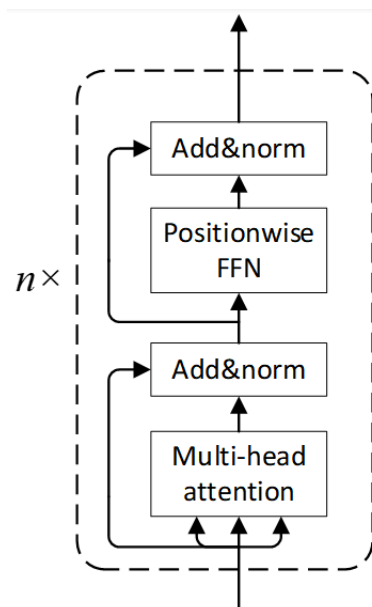 Add&norm
Positionwise
FFN
n×
Add&norm
Multi-head
attention